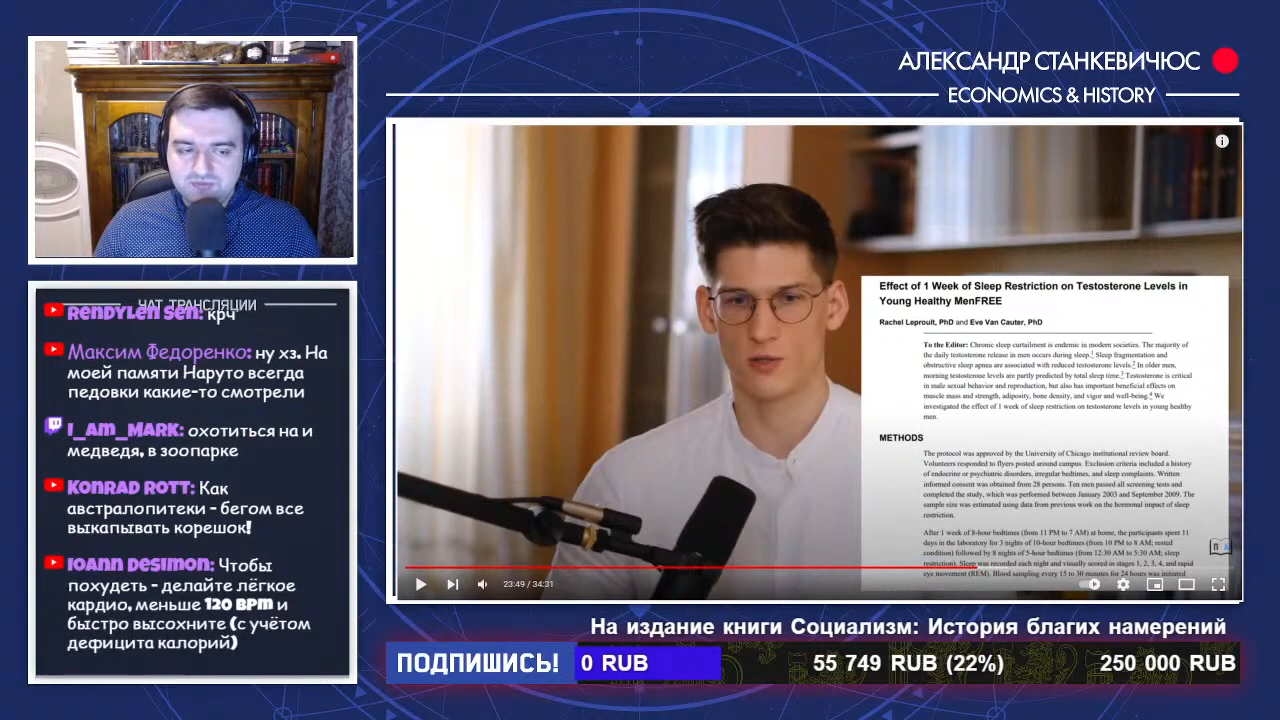 АЛЕКСАНДР СТАНКЕВИЧЮС
ECONOMICS & HISTORY
ЧАТ ТРАНСЛЯЦИИ
Rendylen Sen: крч
Максим Федоренко: ну хз. На
моей памяти Наруто всегда
педовки какие-то смотрели
I_Am_Mark: охотиться на и
медведя, в зоопарке
Konrad Rott: Как
австралопитеки - бегом все
выкапывать корешок!
Ioann Desimon: Чтобы
похудеть - делайте лёгкое
кардио, меньше 120 bpm и
быстро высохните (с учётом
дефицита калорий)
Effect of 1 Week of Sleep Restriction on Testosterone Levels in
Young Healthy MenFREE
Rachel Leproult, PhD and Eve Van Cauter, PhD
To the Editor: Chronic sleep curtailment is endemic in modern societies. The majority of
the daily testosterone release in men occurs during sleep.1 Sleep fragmentation and
obstructive sleep apnea are associated with reduced testosterone levels.2 In older men,
morning testosterone levels are partly predicted by total sleep time.3 Testosterone is critical
in male sexual behavior and reproduction, but also has important beneficial effects on
muscle mass and strength, adiposity, bone density, and vigor and well-being.4 We
investigated the effect of 1 week of sleep restriction on testosterone levels in young healthy
men.
METHODS
The protocol was approved by the University of Chicago institutional review board.
Volunteers responded to flyers posted around campus. Exclusion criteria included a history
of endocrine or psychiatric disorders, irregular bedtimes, and sleep complaints. Written
informed consent was obtained from 28 persons. Ten men passed all screening tests and
completed the study, which was performed between January 2003 and September 2009. The
sample size was estimated using data from previous work on the hormonal impact of sleep
restriction.
After 1 week of 8-hour bedtimes (from 11 PM to 7 AM) at home, the participants spent 11
days in the laboratory for 3 nights of 10-hour bedtimes (from 10 PM to 8 AM; rested
condition) followed by 8 nights of 5-hour bedtimes (from 12:30 AM to 5:30 AM; sleep
restriction). Sleep was recorded each night and visually scored in stages 1, 2, 3, 4, and rapid
eye movement (REM). Blood sampling every 15 to 30 minutes for 24 hours was initiated
23:49 / 34:31
На издание книги Социализм: История благих намерений
ПОДПИШИСЬ! 0 RUB 55 749 RUB (22%) 250 000 RUB